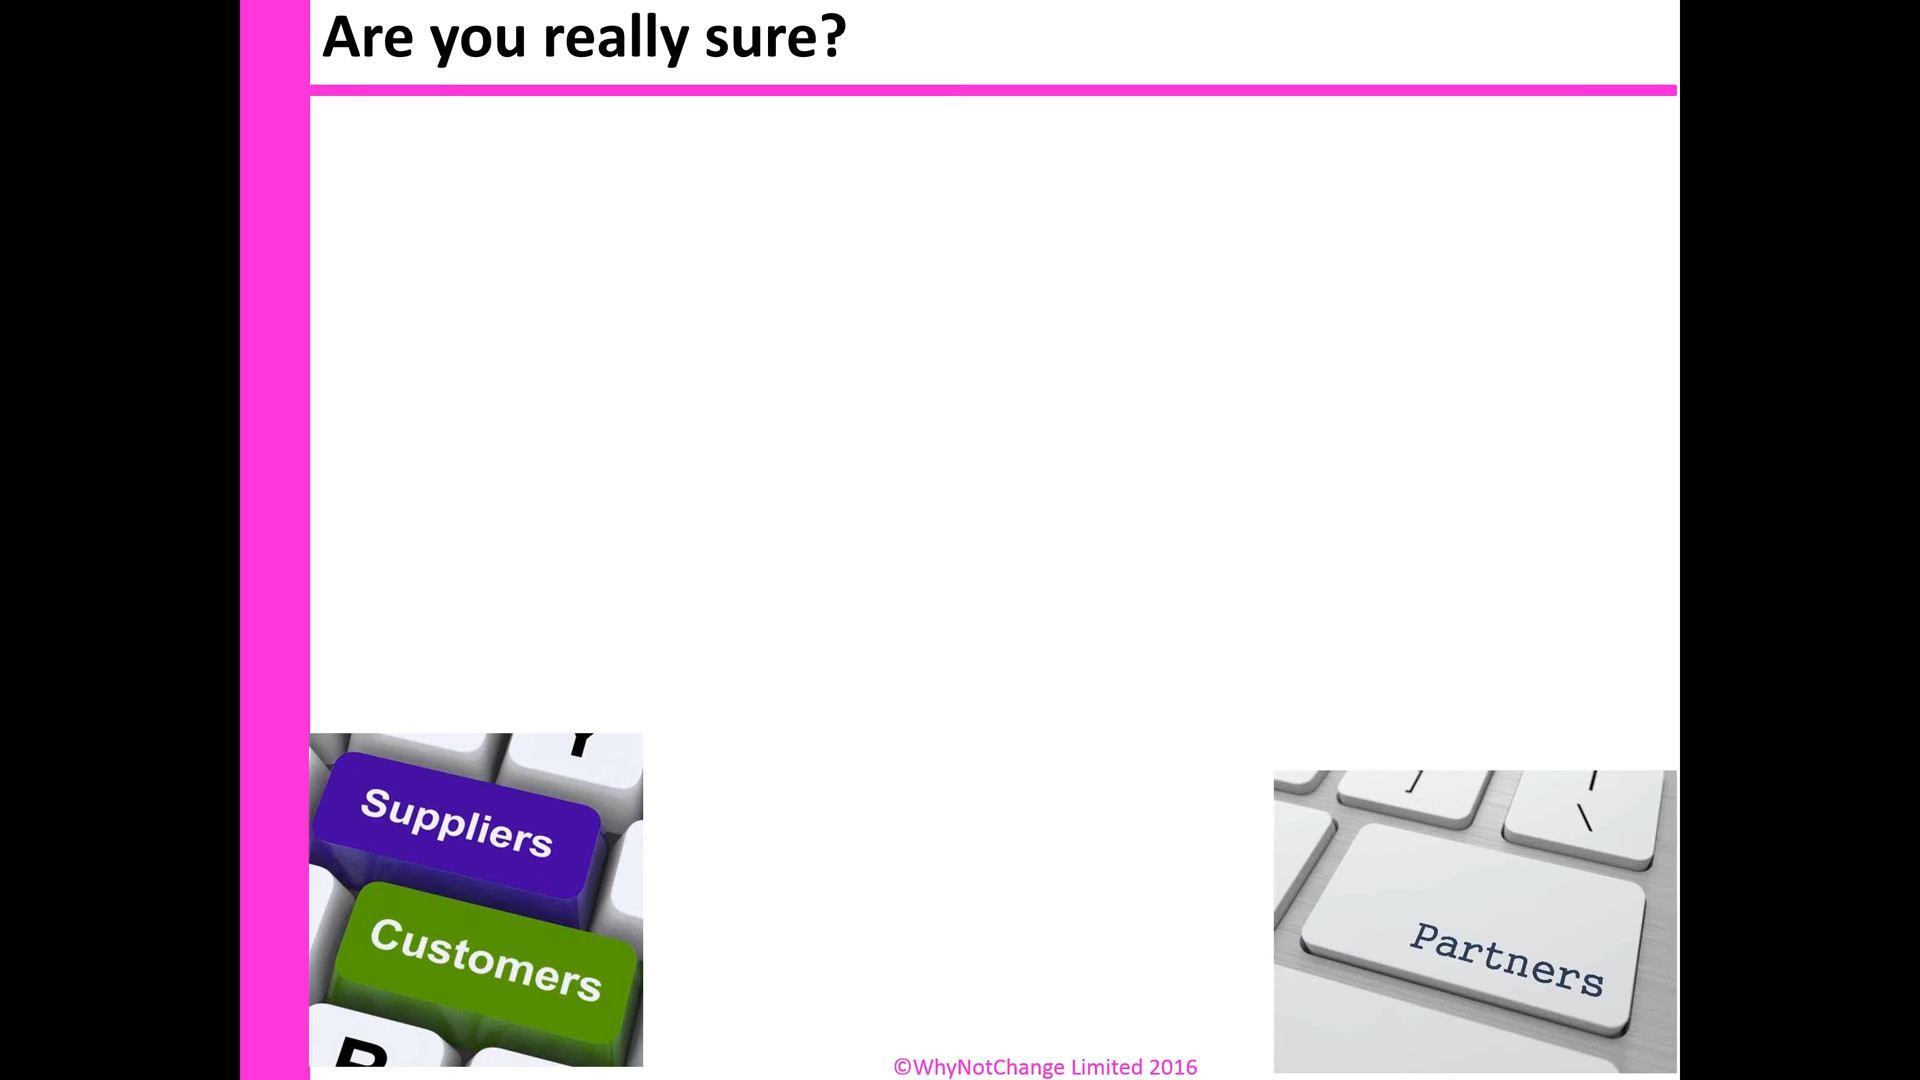 Are you really sure?
Y
Suppliers
Customers
]
\
Partners
©WhyNotChange Limited 2016